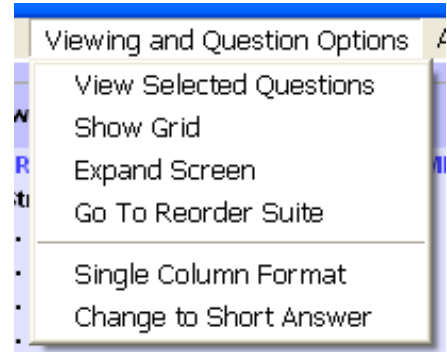 Viewing and Question Options
View Selected Questions
Show Grid
Expand Screen
Go To Reorder Suite
Single Column Format
Change to Short Answer